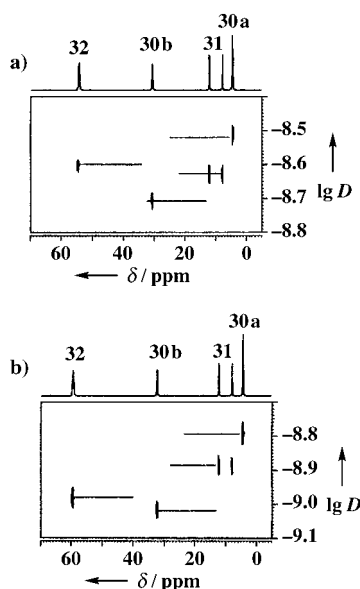 30a
32 30b 31
a)
-8.5
-8.6
lg D
-8.7
-8.8
60 40 20 0
δ / ppm
30a
32 30b 31
b)
-8.8
-8.9
-9.0
lg D
-9.1
60 40 20 0
δ / ppm